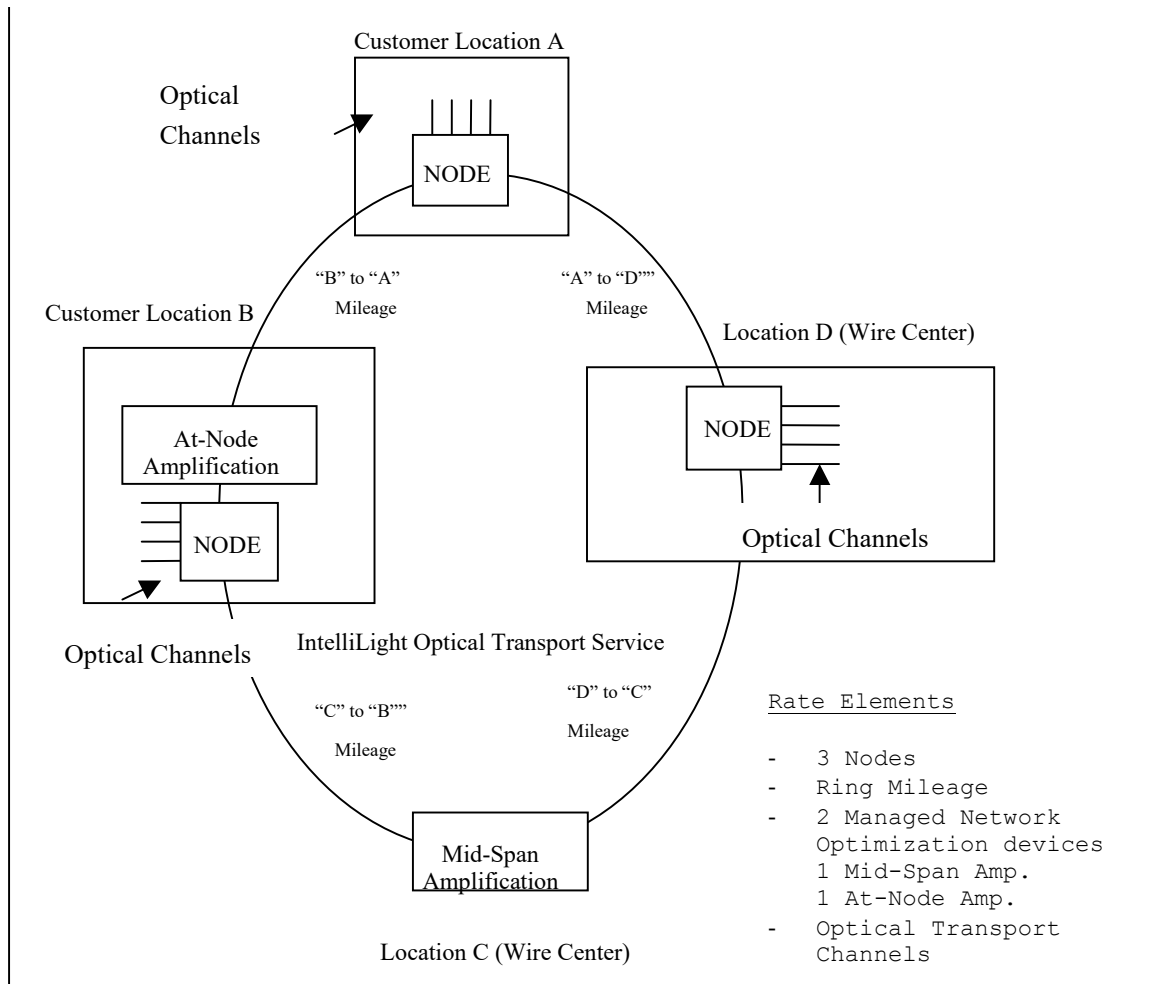 Customer Location A
Optical
Channels
NODE
“B” to “A”
Mileage
“A” to “D””
Mileage
Customer Location B
Location D (Wire Center)
At-Node
Amplification
NODE
NODE
Optical Channels
Optical Channels
IntelliLight Optical Transport Service
“C” to “B””
Mileage
“D” to “C”
Mileage
Rate Elements
- 3 Nodes
- Ring Mileage
- 2 Managed Network
Optimization devices
1 Mid-Span Amp.
1 At-Node Amp.
- Optical Transport
Channels
Mid-Span
Amplification
Location C (Wire Center)